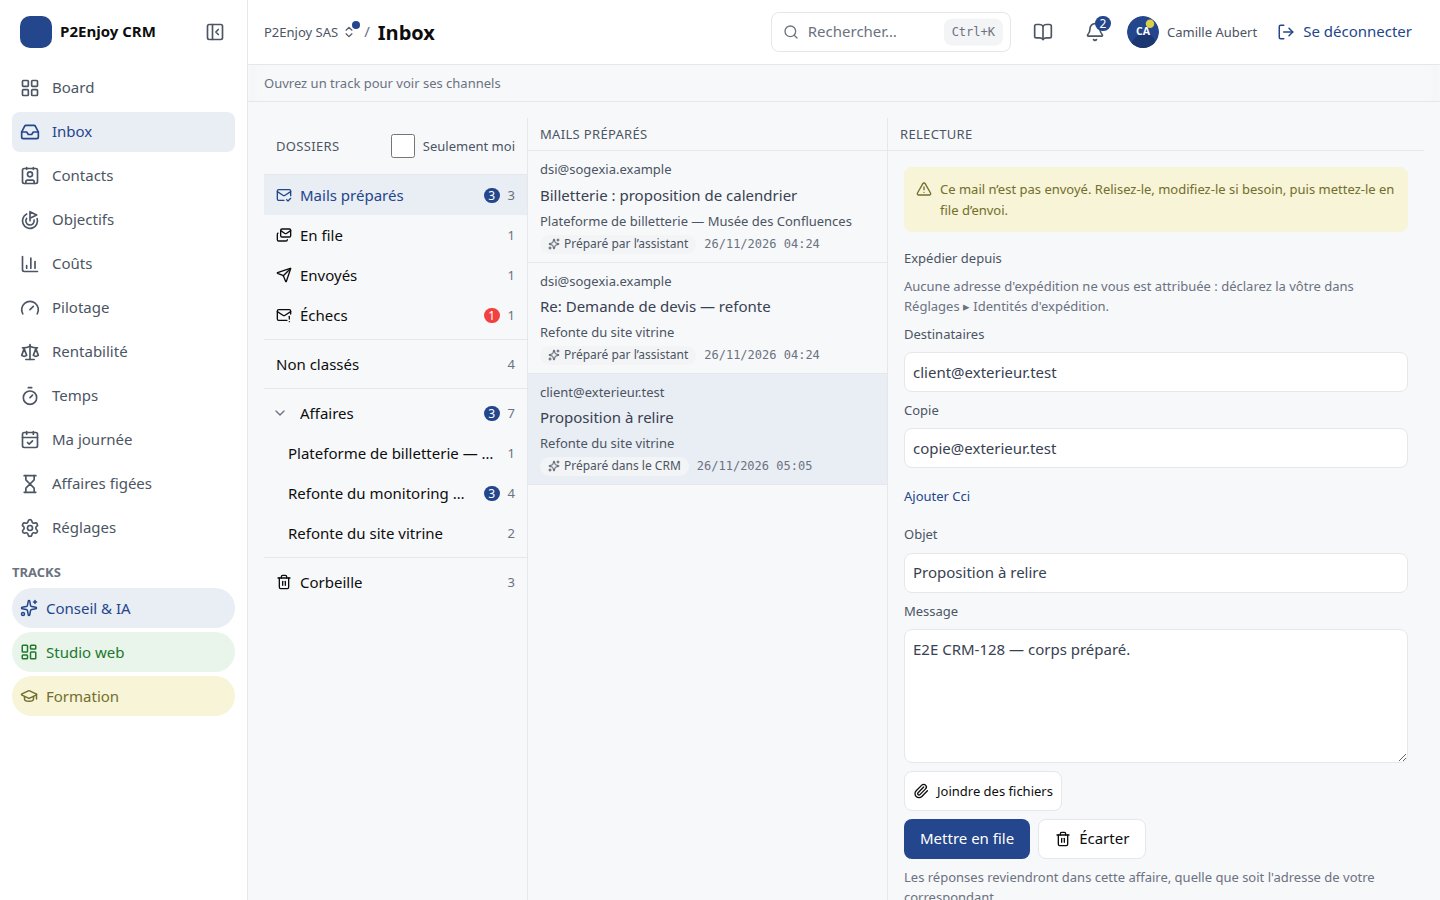 P2Enjoy CRM
Board
Inbox
Contacts
Objectifs
Coûts
Pilotage
Rentabilité
Temps
Ma journée
Affaires figées
Réglages
TRACKS
Conseil & IA
Studio web
Formation
P2Enjoy SAS / Inbox
Rechercher... Ctrl+K
2
CA Camille Aubert
Se déconnecter
Ouvrez un track pour voir ses channels
DOSSIERS Seulement moi
Mails préparés 3 3
En file 1
Envoyés 1
Échecs 1 1
Non classés 4
Affaires 3 7
Plateforme de billetterie — ... 1
Refonte du monitoring ... 3 4
Refonte du site vitrine 2
Corbeille 3
MAILS PRÉPARÉS
dsi@sogexia.example
Billetterie : proposition de calendrier
Plateforme de billetterie — Musée des Confluences
Préparé par l’assistant 26/11/2026 04:24
dsi@sogexia.example
Re: Demande de devis — refonte
Refonte du site vitrine
Préparé par l’assistant 26/11/2026 04:24
client@exterieur.test
Proposition à relire
Refonte du site vitrine
Préparé dans le CRM 26/11/2026 05:05
RELECTURE
Ce mail n’est pas envoyé. Relisez-le, modifiez-le si besoin, puis mettez-le en
file d’envoi.
Expédier depuis
Aucune adresse d'expédition ne vous est attribuée : déclarez la vôtre dans
Réglages ▸ Identités d'expédition.
Destinataires
client@exterieur.test
Copie
copie@exterieur.test
Ajouter Cci
Objet
Proposition à relire
Message
E2E CRM-128 — corps préparé.
Joindre des fichiers
Mettre en file
Écarter
Les réponses reviendront dans cette affaire, quelle que soit l'adresse de votre
correspondant.